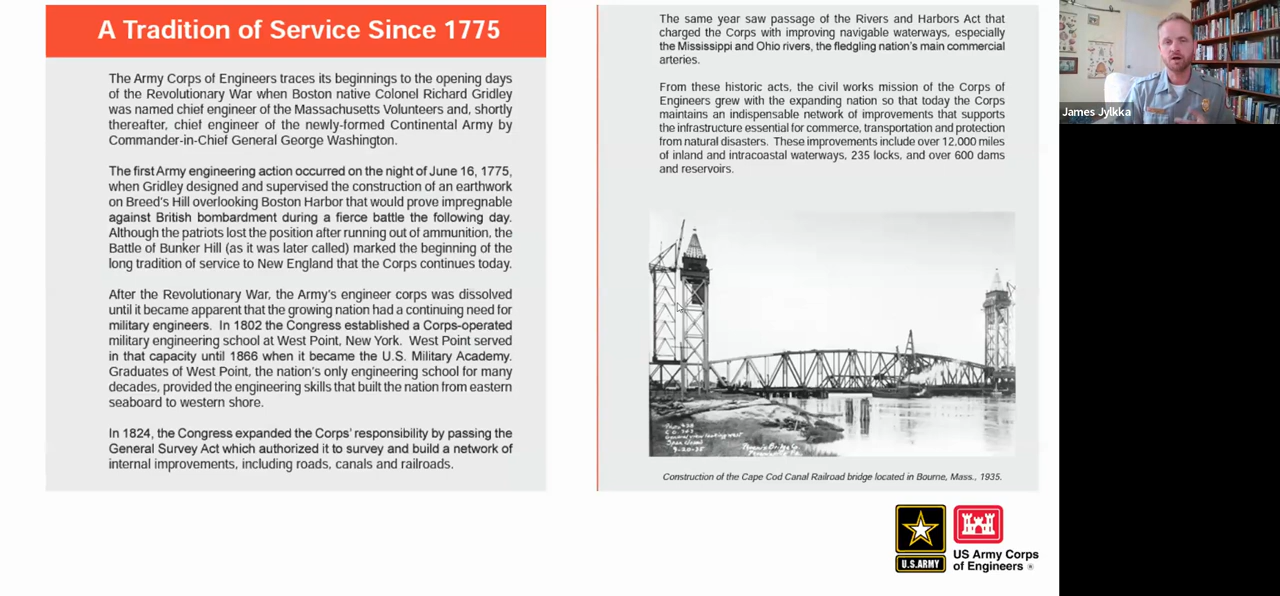 A Tradition of Service Since 1775
The Army Corps of Engineers traces its beginnings to the opening days
of the Revolutionary War when Boston native Colonel Richard Gridley
was named chief engineer of the Massachusetts Volunteers and, shortly
thereafter, chief engineer of the newly-formed Continental Army by
Commander-in-Chief General George Washington.
The first Army engineering action occurred on the night of June 16, 1775,
when Gridley designed and supervised the construction of an earthwork
on Breed's Hill overlooking Boston Harbor that would prove impregnable
against British bombardment during a fierce battle the following day.
Although the patriots lost the position after running out of ammunition, the
Battle of Bunker Hill (as it was later called) marked the beginning of the
long tradition of service to New England that the Corps continues today.
After the Revolutionary War, the Army's engineer corps was dissolved
until it became apparent that the growing nation had a continuing need for
military engineers. In 1802 the Congress established a Corps-operated
military engineering school at West Point, New York. West Point served
in that capacity until 1866 when it became the U.S. Military Academy.
Graduates of West Point, the nation's only engineering school for many
decades, provided the engineering skills that built the nation from eastern
seaboard to western shore.
In 1824, the Congress expanded the Corps' responsibility by passing the
General Survey Act which authorized it to survey and build a network of
internal improvements, including roads, canals and railroads.
The same year saw passage of the Rivers and Harbors Act that
charged the Corps with improving navigable waterways, especially
the Mississippi and Ohio rivers, the fledgling nation's main commercial
arteries.
From these historic acts, the civil works mission of the Corps of
Engineers grew with the expanding nation so that today the Corps
maintains an indispensable network of improvements that supports
the infrastructure essential for commerce, transportation and protection
from natural disasters. These improvements include over 12,000 miles
of inland and intracoastal waterways, 235 locks, and over 600 dams
and reservoirs.
General view looking west
9-20-35
Construction of the Cape Cod Canal Railroad bridge located in Bourne, Mass., 1935.
U.S.ARMY
US Army Corps
of Engineers ®
James Jylkka